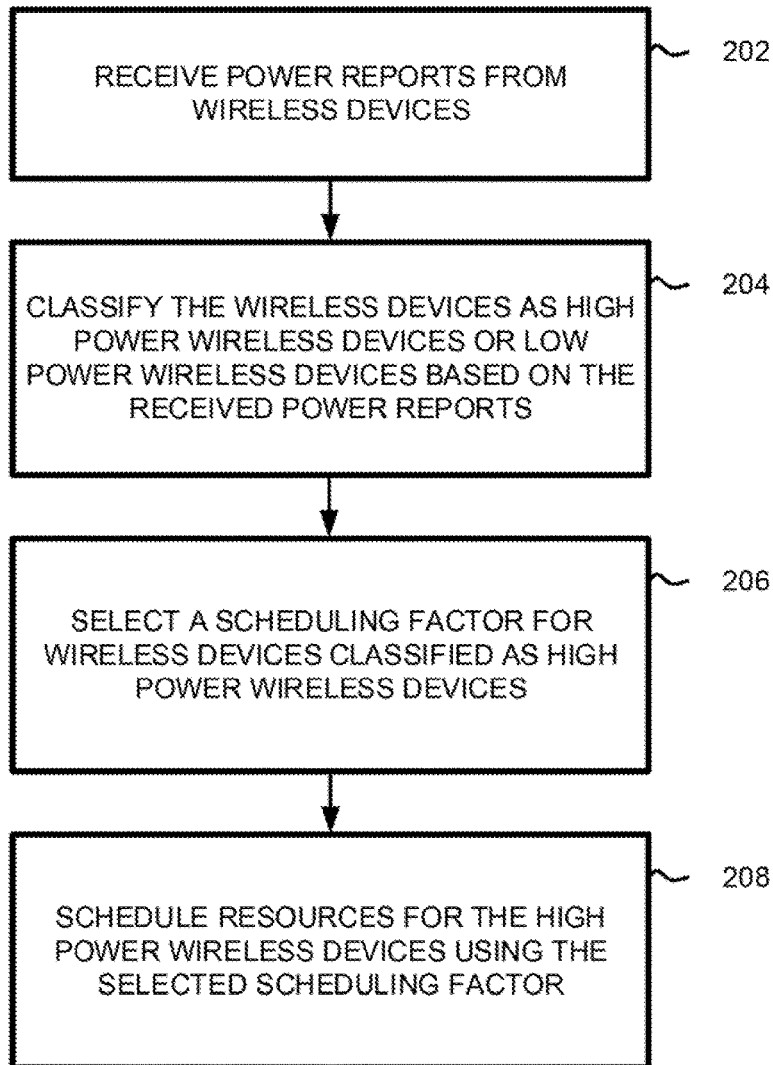 RECEIVE POWER REPORTS FROM
WIRELESS DEVICES
202
CLASSIFY THE WIRELESS DEVICES AS HIGH
POWER WIRELESS DEVICES OR LOW
POWER WIRELESS DEVICES BASED ON THE
RECEIVED POWER REPORTS
204
SELECT A SCHEDULING FACTOR FOR
WIRELESS DEVICES CLASSIFIED AS HIGH
POWER WIRELESS DEVICES
206
SCHEDULE RESOURCES FOR THE HIGH
POWER WIRELESS DEVICES USING THE
SELECTED SCHEDULING FACTOR
208